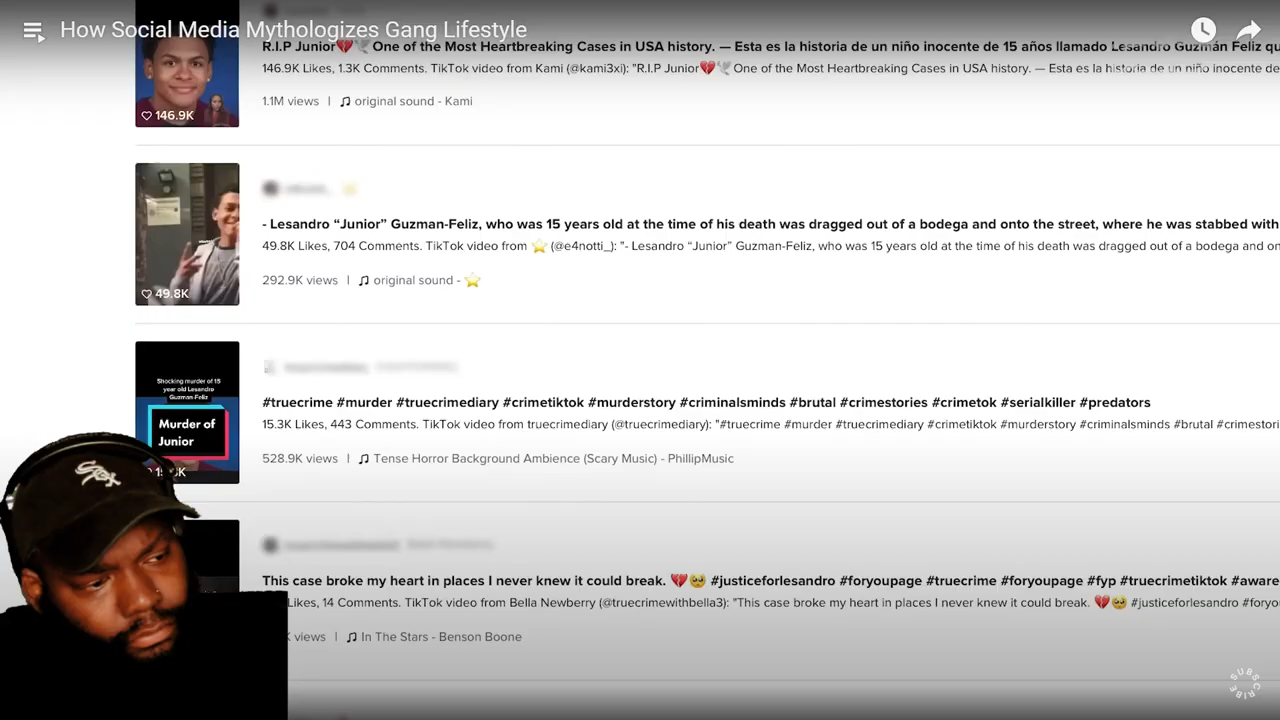 How Social Media Mythologizes Gang Lifestyle
R.I.P Junior💔🕊️One of the Most Heartbreaking Cases in USA history. — Esta es la historia de un niño inocente de 15 años llamado Lesandro Guzmán Feliz qu
146.9K Likes, 1.3K Comments. TikTok video from Kami (@kami3xi): "R.I.P Junior💔🕊️One of the Most Heartbreaking Cases in USA history. — Esta es la historia de un niño inocente de
1.1M views | 🎵 original sound - Kami
146.9K
- Lesandro “Junior” Guzman-Feliz, who was 15 years old at the time of his death was dragged out of a bodega and onto the street, where he was stabbed with
49.8K Likes, 704 Comments. TikTok video from ⭐ (@e4notti_): "- Lesandro “Junior” Guzman-Feliz, who was 15 years old at the time of his death was dragged out of a bodega and on
292.9K views | 🎵 original sound - ⭐
49.8K
Shocking murder of 15
year old Lesandro
Guzman-Feliz
Murder of
Junior
#truecrime #murder #truecrimediary #crimetiktok #murderstory #criminalsminds #brutal #crimestories #crimetok #serialkiller #predators
15.3K Likes, 443 Comments. TikTok video from truecrimediary (@truecrimediary): "#truecrime #murder #truecrimediary #crimetiktok #murderstory #criminalsminds #brutal #crimestori
528.9K views | 🎵 Tense Horror Background Ambience (Scary Music) - PhillipMusic
Sox
This case broke my heart in places I never knew it could break. 💔🥹 #justiceforlesandro #foryoupage #truecrime #foryoupage #fyp #truecrimetiktok #aware
Likes, 14 Comments. TikTok video from Bella Newberry (@truecrimewithbella3): "This case broke my heart in places I never knew it could break. 💔🥹 #justiceforlesandro #foryo
K views | 🎵 In The Stars - Benson Boone
SUBSCRIBE